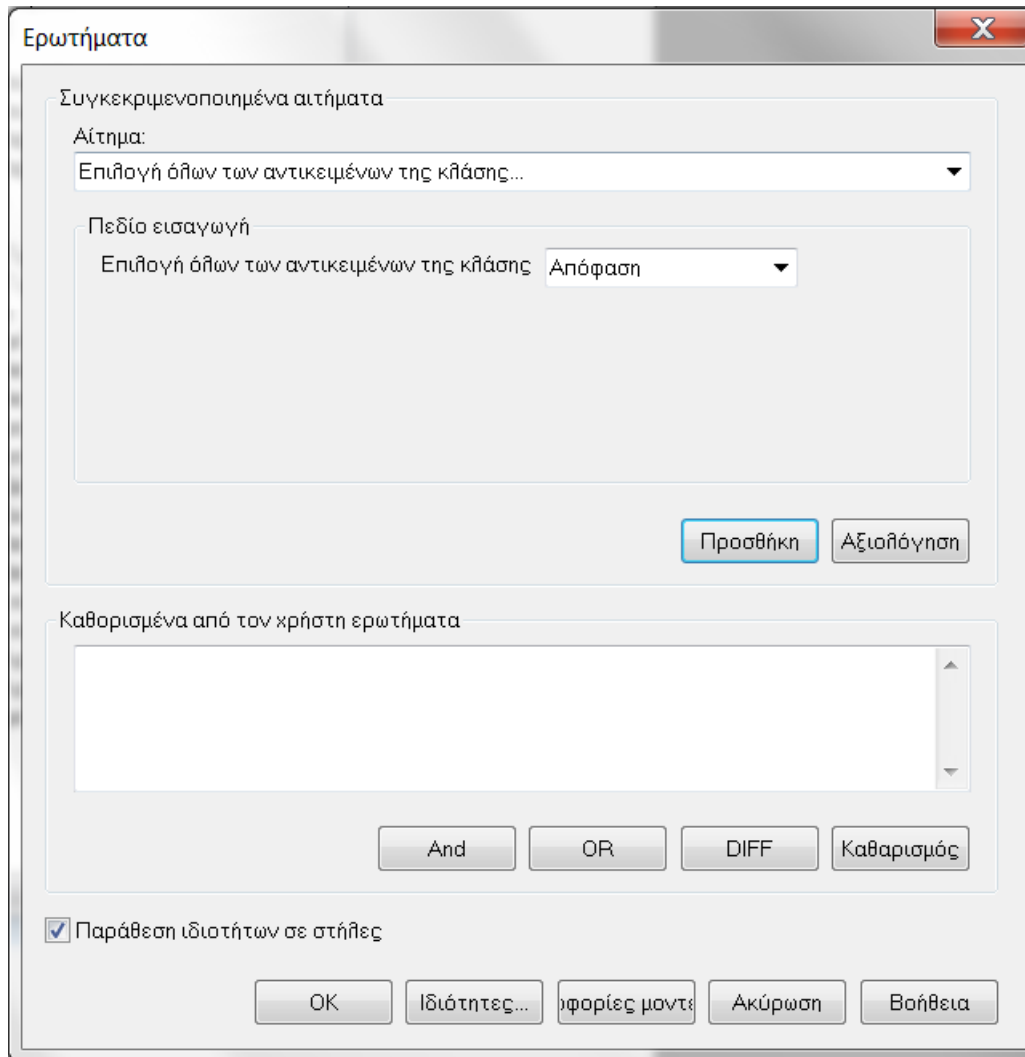 Ερωτήματα
Συγκεκριμενοποιημένα αιτήματα
Αίτημα:
Επιλογή όλων των αντικειμένων της κλάσης...
Πεδίο εισαγωγή
Επιλογή όλων των αντικειμένων της κλάσης Απόφαση
Προσθήκη Αξιολόγηση
Καθορισμένα από τον χρήστη ερωτήματα
And OR DIFF Καθαρισμός
Παράθεση ιδιοτήτων σε στήλες
OK Ιδιότητες... οφορίες μοντε Ακύρωση Βοήθεια